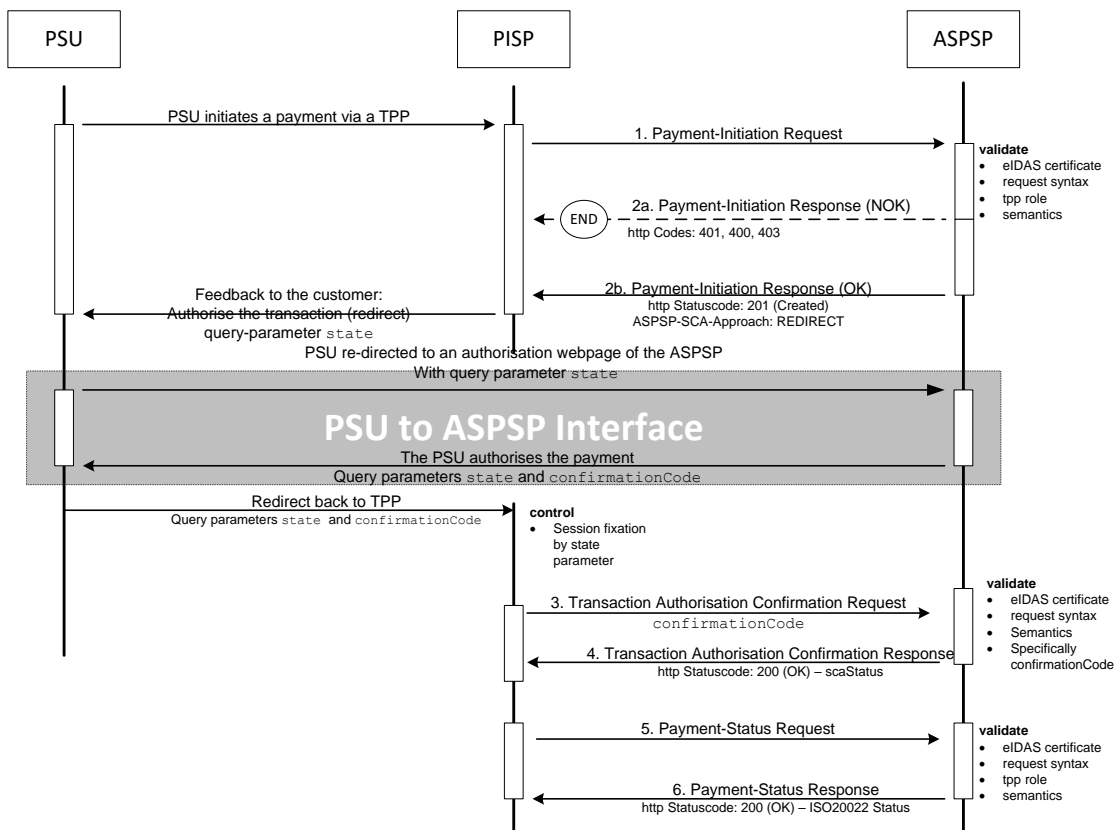 PSU
PISP
ASPSP
PSU initiates a payment via a TPP
1. Payment-Initiation Request
validate
• eIDAS certificate
• request syntax
• tpp role
• semantics
2a. Payment-Initiation Response (NOK)
END
http Codes: 401, 400, 403
2b. Payment-Initiation Response (OK)
http Statuscode: 201 (Created)
ASPSP-SCA-Approach: REDIRECT
Feedback to the customer:
Authorise the transaction (redirect)
query-parameter state
PSU re-directed to an authorisation webpage of the ASPSP
With query parameter state
PSU to ASPSP Interface
The PSU authorises the payment
Query parameters state and confirmationCode
Redirect back to TPP
Query parameters state and confirmationCode
control
• Session fixation
by state
parameter
3. Transaction Authorisation Confirmation Request
confirmationCode
validate
• eIDAS certificate
• request syntax
• Semantics
• Specifically
confirmationCode
4. Transaction Authorisation Confirmation Response
http Statuscode: 200 (OK) – scaStatus
5. Payment-Status Request
validate
• eIDAS certificate
• request syntax
• tpp role
• semantics
6. Payment-Status Response
http Statuscode: 200 (OK) – ISO20022 Status